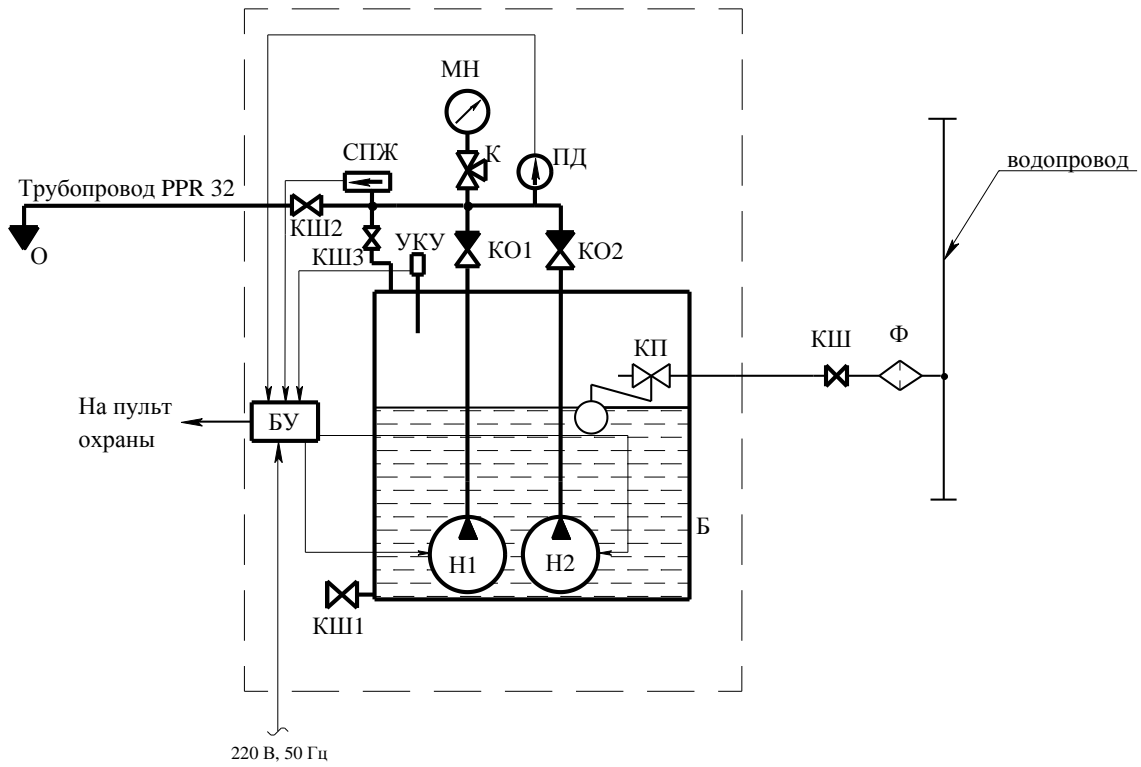 МН
СПЖ
К
ПД
водопровод
Трубопровод PPR 32
КШ2
О
КШ3
УКУ
КО1
КО2
КП
КШ
Ф
На пульт
охраны
БУ
Б
Н1
Н2
КШ1
220 В, 50 Гц